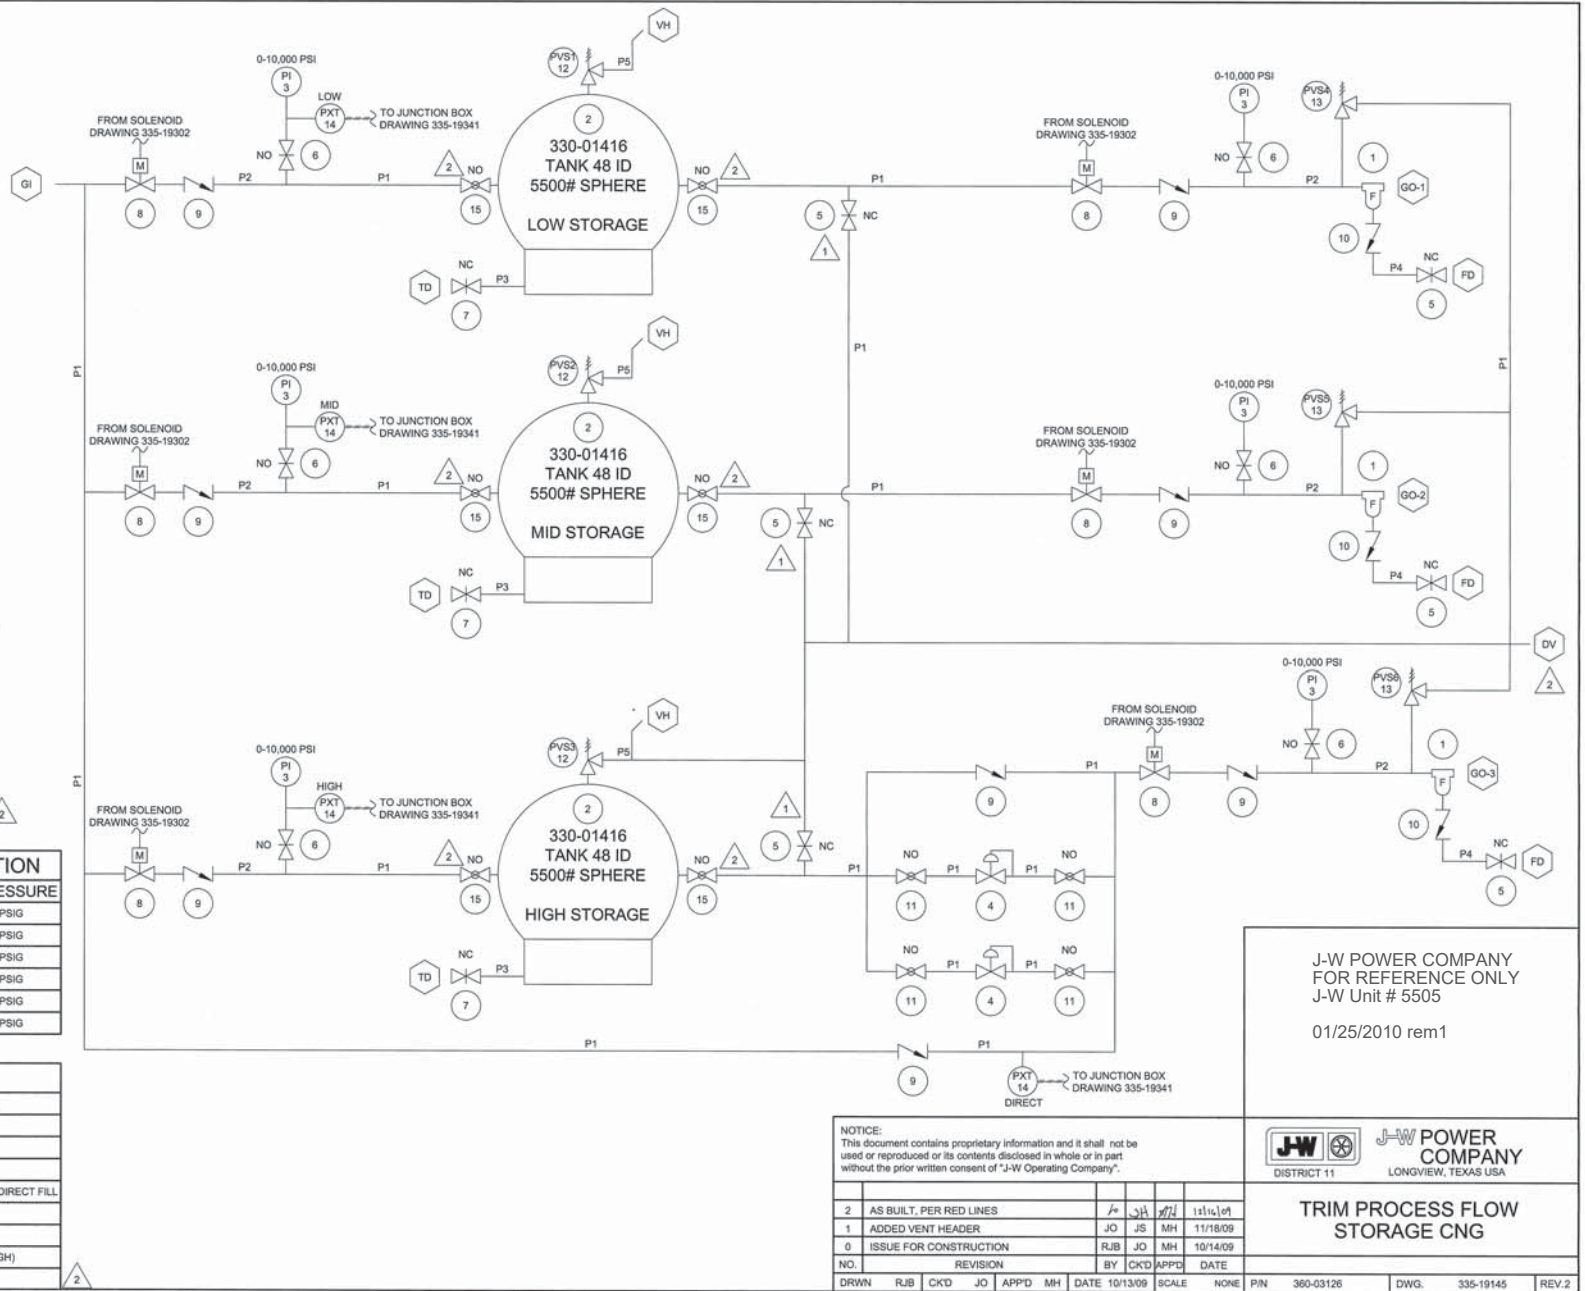 VH
PVS1
12
P5
0-10,000 PSI
PI
3
LOW
PXT
14
TO JUNCTION BOX
DRAWING 335-19341
FROM SOLENOID
DRAWING 335-19302
M
NO
6
2
330-01416
TANK 48 ID
5500# SPHERE
LOW STORAGE
GI
8
9
P2
P1
2
NO
15
NO
2
15
TD
NC
7
P3
P1
5
NC
1
FROM SOLENOID
DRAWING 335-19302
M
8
9
0-10,000 PSI
PI
3
NO
6
PVS4
13
1
P2
F
GO-1
10
P4
NC
FD
5
P1
P1
P1
VH
PVS2
12
P5
0-10,000 PSI
PI
3
MID
PXT
14
TO JUNCTION BOX
DRAWING 335-19341
FROM SOLENOID
DRAWING 335-19302
M
NO
6
2
330-01416
TANK 48 ID
5500# SPHERE
MID STORAGE
8
9
P2
P1
2
NO
15
NO
2
15
TD
NC
7
P3
P1
5
NC
1
FROM SOLENOID
DRAWING 335-19302
M
8
9
0-10,000 PSI
PI
3
NO
6
PVS5
13
1
P2
F
GO-2
10
P4
NC
FD
5
DV
2
VH
PVS3
12
P5
0-10,000 PSI
PI
3
HIGH
PXT
14
TO JUNCTION BOX
DRAWING 335-19341
P1
FROM SOLENOID
DRAWING 335-19302
M
NO
6
2
330-01416
TANK 48 ID
5500# SPHERE
HIGH STORAGE
8
9
P2
P1
2
NO
15
NO
2
15
TD
NC
7
P3
1
5
NC
P1
9
P1
FROM SOLENOID
DRAWING 335-19302
M
8
9
0-10,000 PSI
PI
3
NO
6
PVS6
13
1
P2
F
GO-3
10
P4
NC
FD
5
NO
P1
P1
NO
11
4
11
NO
P1
P1
NO
11
4
11
P1
9
P1
PXT
14
DIRECT
TO JUNCTION BOX
DRAWING 335-19341
2
TION
ESSURE
PSIG
PSIG
PSIG
PSIG
PSIG
PSIG
DIRECT FILL
GH)
2
J-W POWER COMPANY
FOR REFERENCE ONLY
J-W Unit # 5505
01/25/2010 rem1
NOTICE:
This document contains proprietary information and it shall not be
used or reproduced or its contents disclosed in whole or in part
without the prior written consent of "J-W Operating Company".
J-W
DISTRICT 11
J-W POWER
COMPANY
LONGVIEW, TEXAS USA
TRIM PROCESS FLOW
STORAGE CNG
2 AS BUILT, PER RED LINES JH MH 12/16/09
1 ADDED VENT HEADER JO JS MH 11/18/09
0 ISSUE FOR CONSTRUCTION RJB JO MH 10/14/09
NO. REVISION BY CK'D APP'D DATE
DRWN RJB CK'D JO APP'D MH DATE 10/13/09 SCALE NONE P/N 360-03126 DWG. 335-19145 REV.2